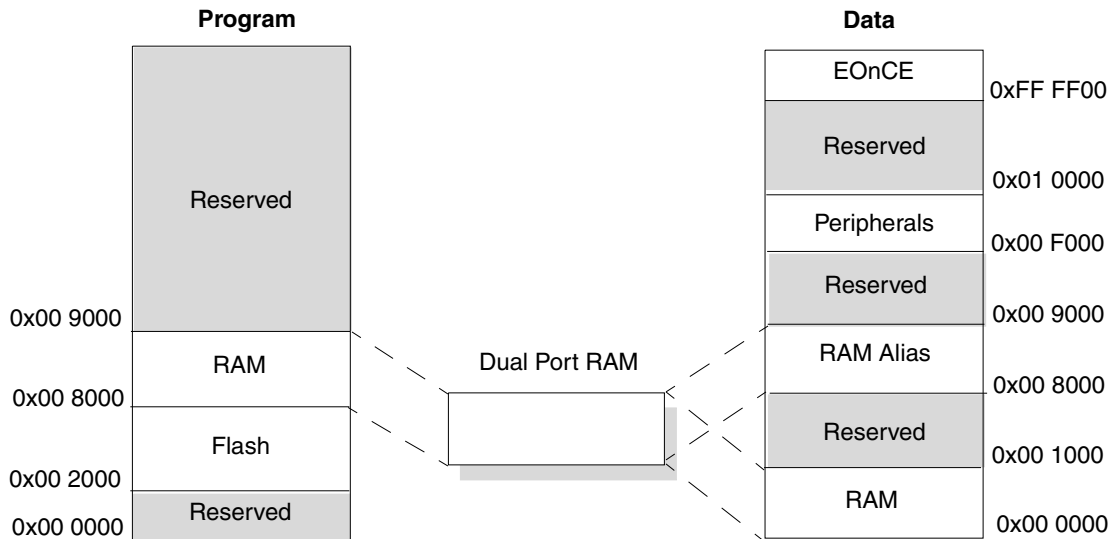 Program
Reserved
0x00 9000
RAM
0x00 8000
Flash
0x00 2000
Reserved
0x00 0000
Dual Port RAM
Data
EOnCE
0xFF FF00
Reserved
0x01 0000
Peripherals
0x00 F000
Reserved
0x00 9000
RAM Alias
0x00 8000
Reserved
0x00 1000
RAM
0x00 0000